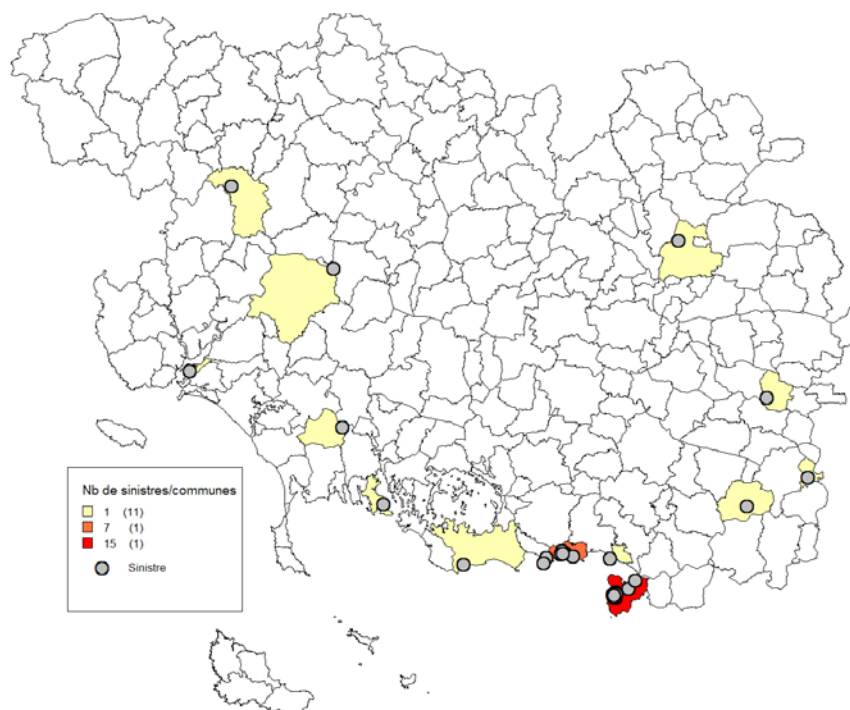 Nb de sinistres/communes
1 (11)
7 (1)
15 (1)
Sinistre